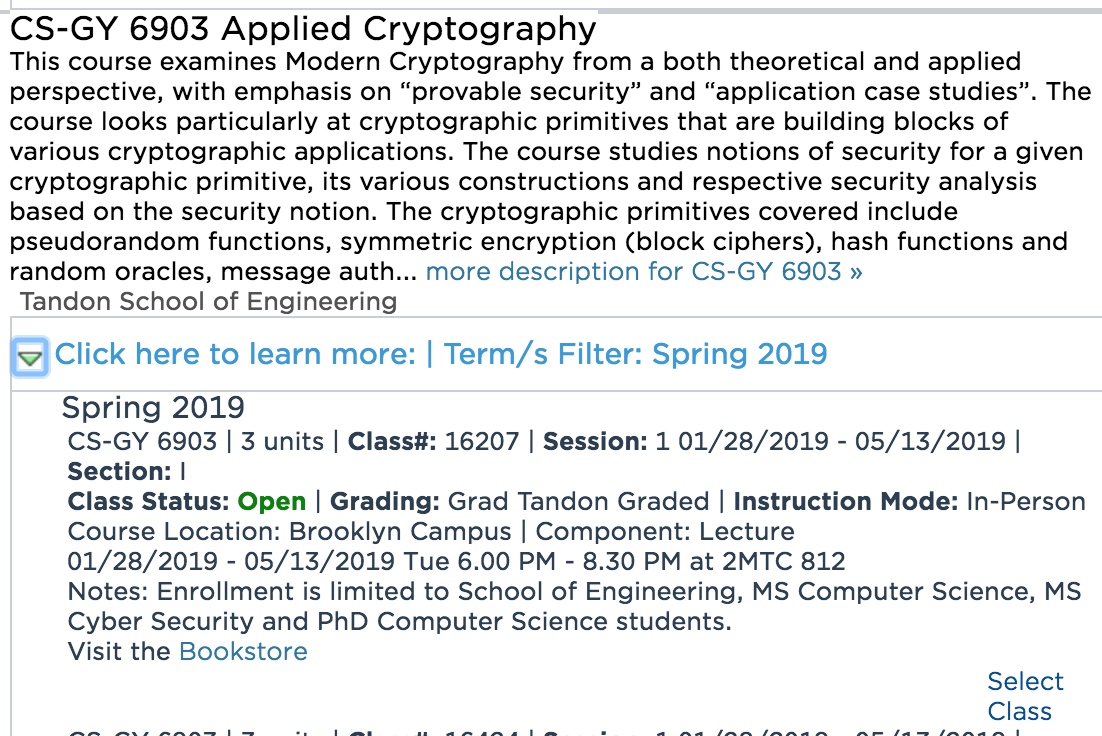 CS-GY 6903 Applied Cryptography
This course examines Modern Cryptography from a both theoretical and applied
perspective, with emphasis on “provable security” and “application case studies”. The
course looks particularly at cryptographic primitives that are building blocks of
various cryptographic applications. The course studies notions of security for a given
cryptographic primitive, its various constructions and respective security analysis
based on the security notion. The cryptographic primitives covered include
pseudorandom functions, symmetric encryption (block ciphers), hash functions and
random oracles, message auth... more description for CS-GY 6903 »
Tandon School of Engineering
Click here to learn more: | Term/s Filter: Spring 2019
Spring 2019
CS-GY 6903 | 3 units | Class#: 16207 | Session: 1 01/28/2019 - 05/13/2019 |
Section: I
Class Status: Open | Grading: Grad Tandon Graded | Instruction Mode: In-Person
Course Location: Brooklyn Campus | Component: Lecture
01/28/2019 - 05/13/2019 Tue 6.00 PM - 8.30 PM at 2MTC 812
Notes: Enrollment is limited to School of Engineering, MS Computer Science, MS
Cyber Security and PhD Computer Science students.
Visit the Bookstore
Select
Class